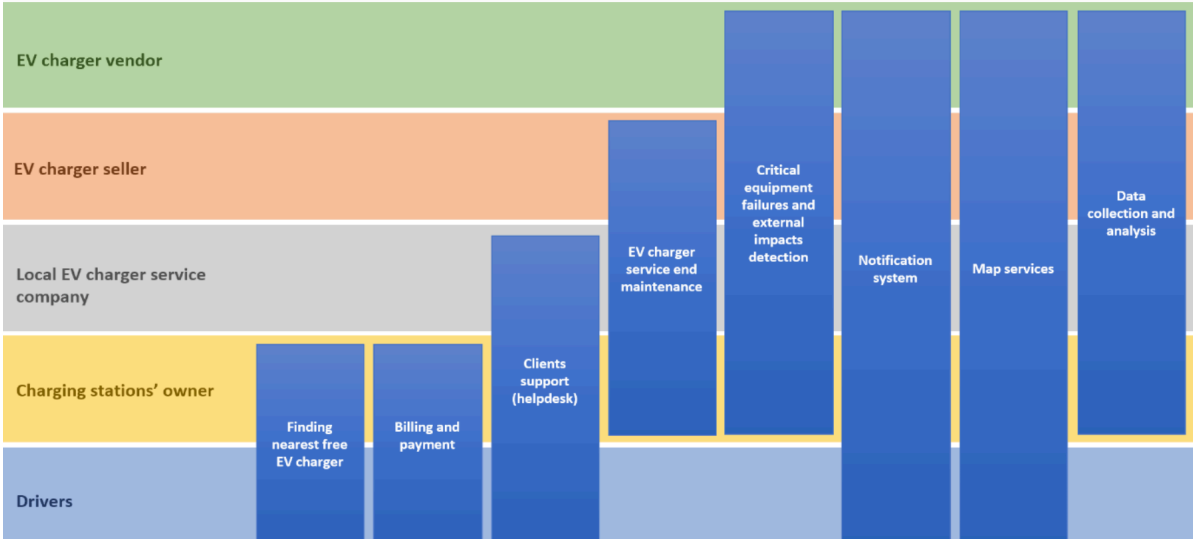 EV charger vendor
EV charger seller
Local EV charger service
company
Charging stations’ owner
Drivers
Finding
nearest free
EV charger
Billing and
payment
Clients
support
(helpdesk)
EV charger
service end
maintenance
Critical
equipment
failures and
external
impacts
detection
Notification
system
Map services
Data
collection and
analysis